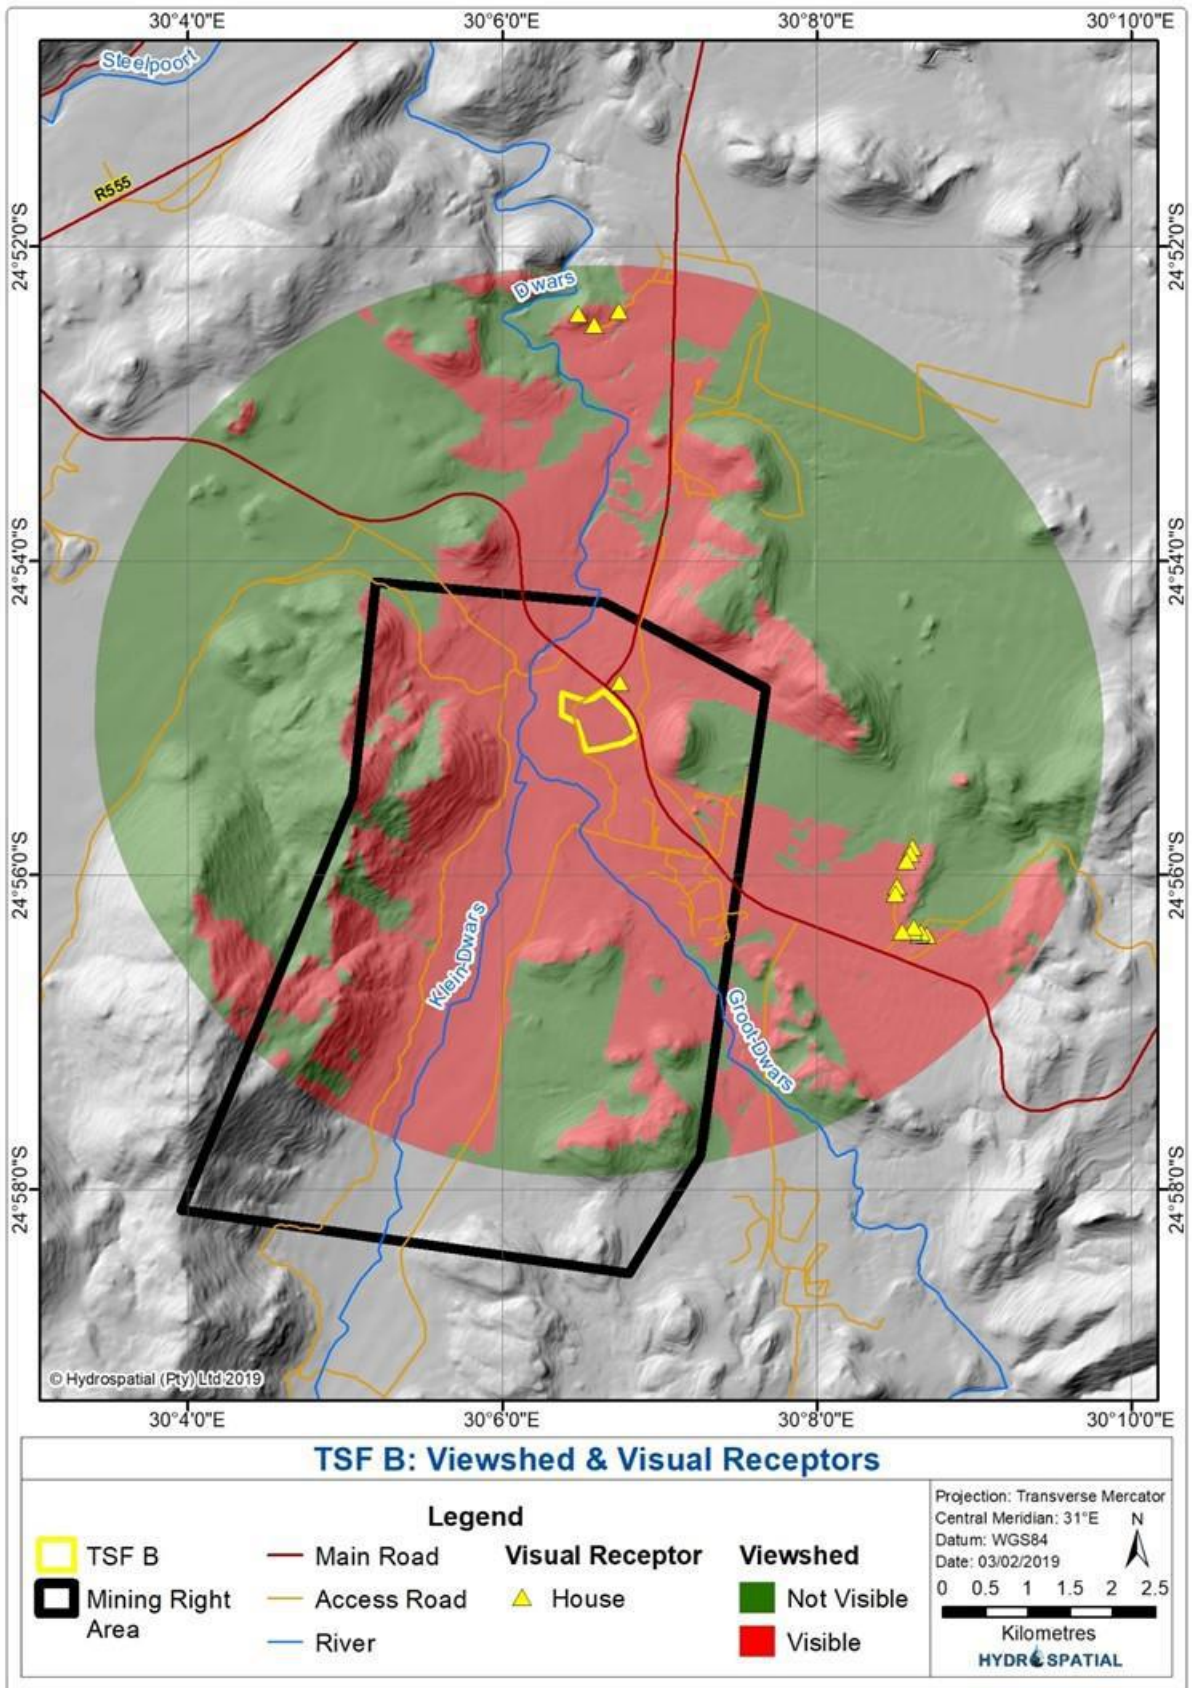 30°4'0"E 30°6'0"E 30°8'0"E 30°10'0"E
Steelpoort
R555
24°52'0"S 24°52'0"S
Dwars
24°54'0"S 24°54'0"S
24°56'0"S 24°56'0"S
Klein-Dwars
Groot-Dwars
24°58'0"S 24°58'0"S
© Hydrospatial (Pty) Ltd 2019
30°4'0"E 30°6'0"E 30°8'0"E 30°10'0"E
TSF B: Viewshed & Visual Receptors
Legend
TSF B
Mining Right
Area
Main Road
Access Road
River
Visual Receptor
House
Viewshed
Not Visible
Visible
Projection: Transverse Mercator
Central Meridian: 31°E
Datum: WGS84
Date: 03/02/2019
N
0 0.5 1 1.5 2 2.5
Kilometres
HYDROSPATIAL